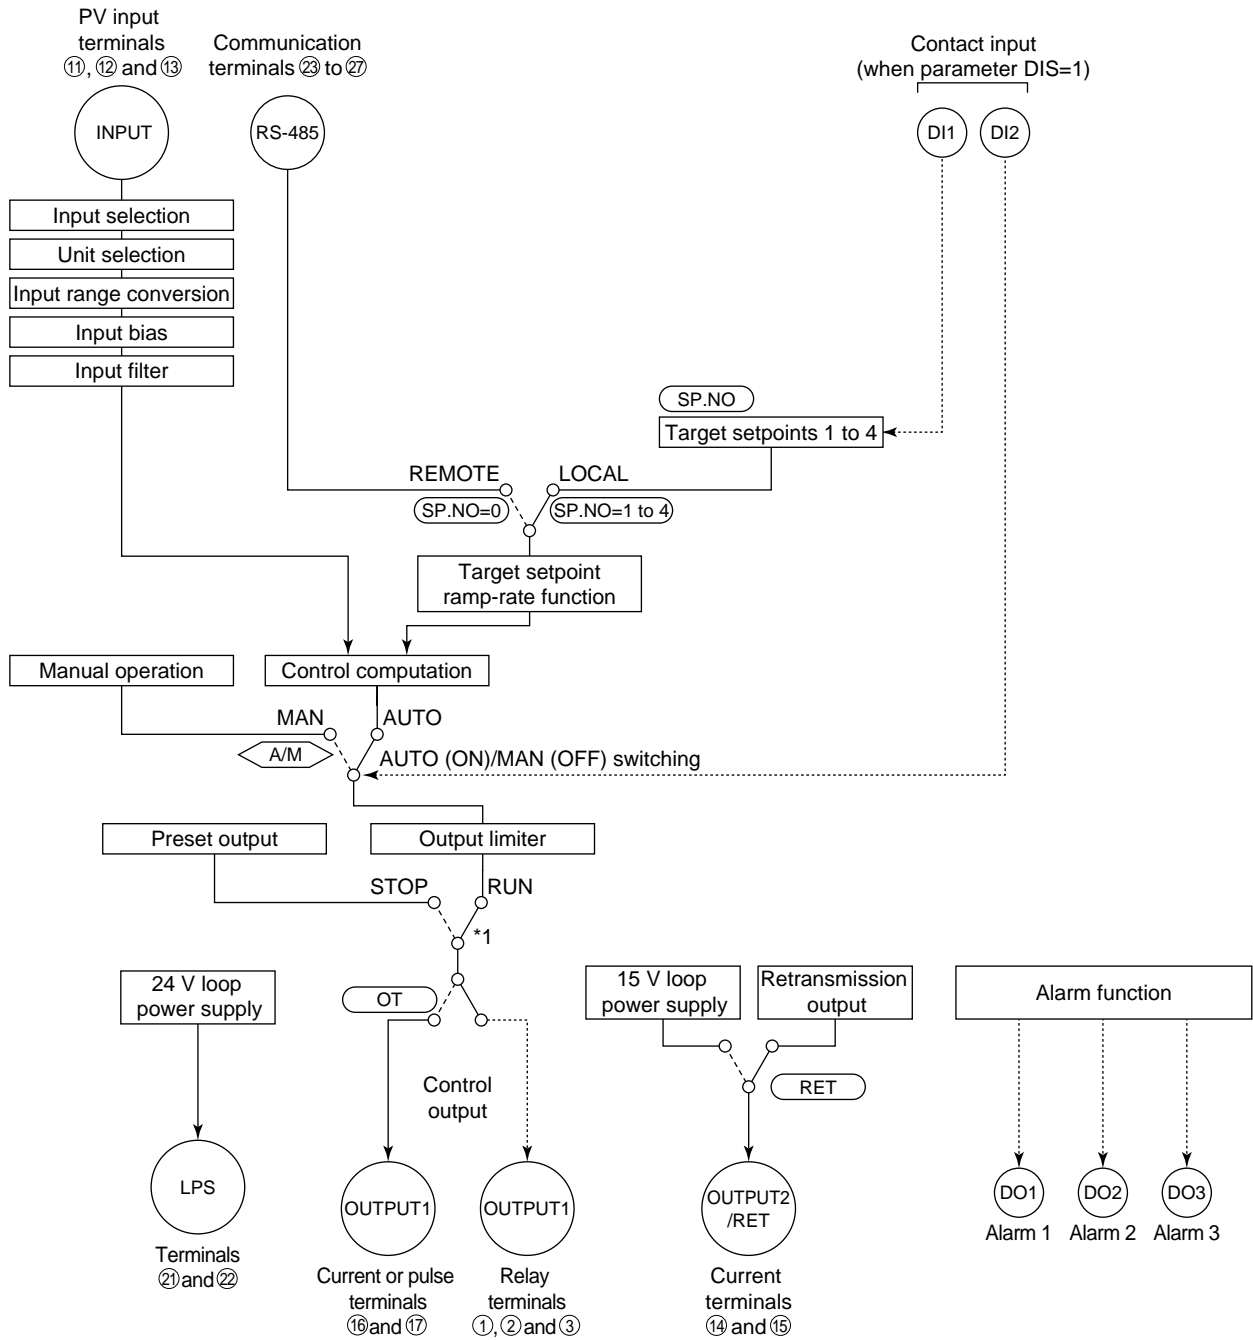 PV input
terminals
⑪, ⑫ and ⑬
Communication
terminals ㉓ to ㉗
Contact input
(when parameter DIS=1)
INPUT
RS-485
DI1
DI2
Input selection
Unit selection
Input range conversion
Input bias
Input filter
SP.NO
Target setpoints 1 to 4
REMOTE
LOCAL
SP.NO=0
SP.NO=1 to 4
Target setpoint
ramp-rate function
Manual operation
Control computation
MAN
AUTO
A/M
AUTO (ON)/MAN (OFF) switching
Preset output
Output limiter
STOP
RUN
*1
24 V loop
power supply
OT
15 V loop
power supply
Retransmission
output
Alarm function
RET
Control
output
LPS
OUTPUT1
OUTPUT1
OUTPUT2
/RET
DO1
DO2
DO3
Alarm 1
Alarm 2
Alarm 3
Terminals
㉑ and ㉒
Current or pulse
terminals
⑯ and ⑰
Relay
terminals
①, ② and ③
Current
terminals
⑭ and ⑮